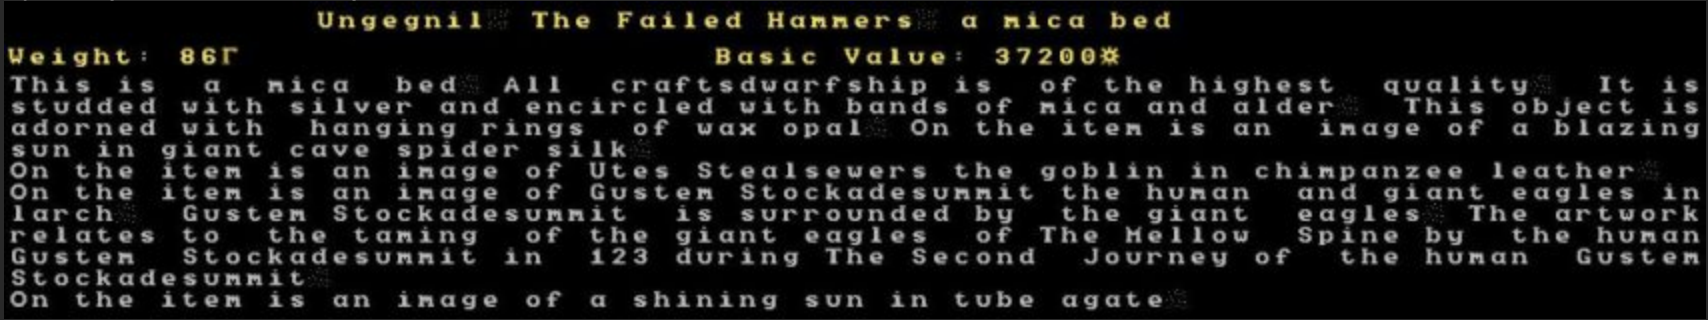 Ungegnil░ The Failed Hammers░ a mica bed
Weight: 86Γ Basic Value: 37200☼
This is a mica bed░ All craftsdwarfship is of the highest quality░ It is
studded with silver and encircled with bands of mica and alder░ This object is
adorned with hanging rings of wax opal░ On the item is an image of a blazing
sun in giant cave spider silk░
On the item is an image of Utes Stealsewers the goblin in chimpanzee leather░
On the item is an image of Gustem Stockadesummit the human and giant eagles in
larch░ Gustem Stockadesummit is surrounded by the giant eagles░ The artwork
relates to the taming of the giant eagles of The Mellow Spine by the human
Gustem Stockadesummit in 123 during The Second Journey of the human Gustem
Stockadesummit░
On the item is an image of a shining sun in tube agate░